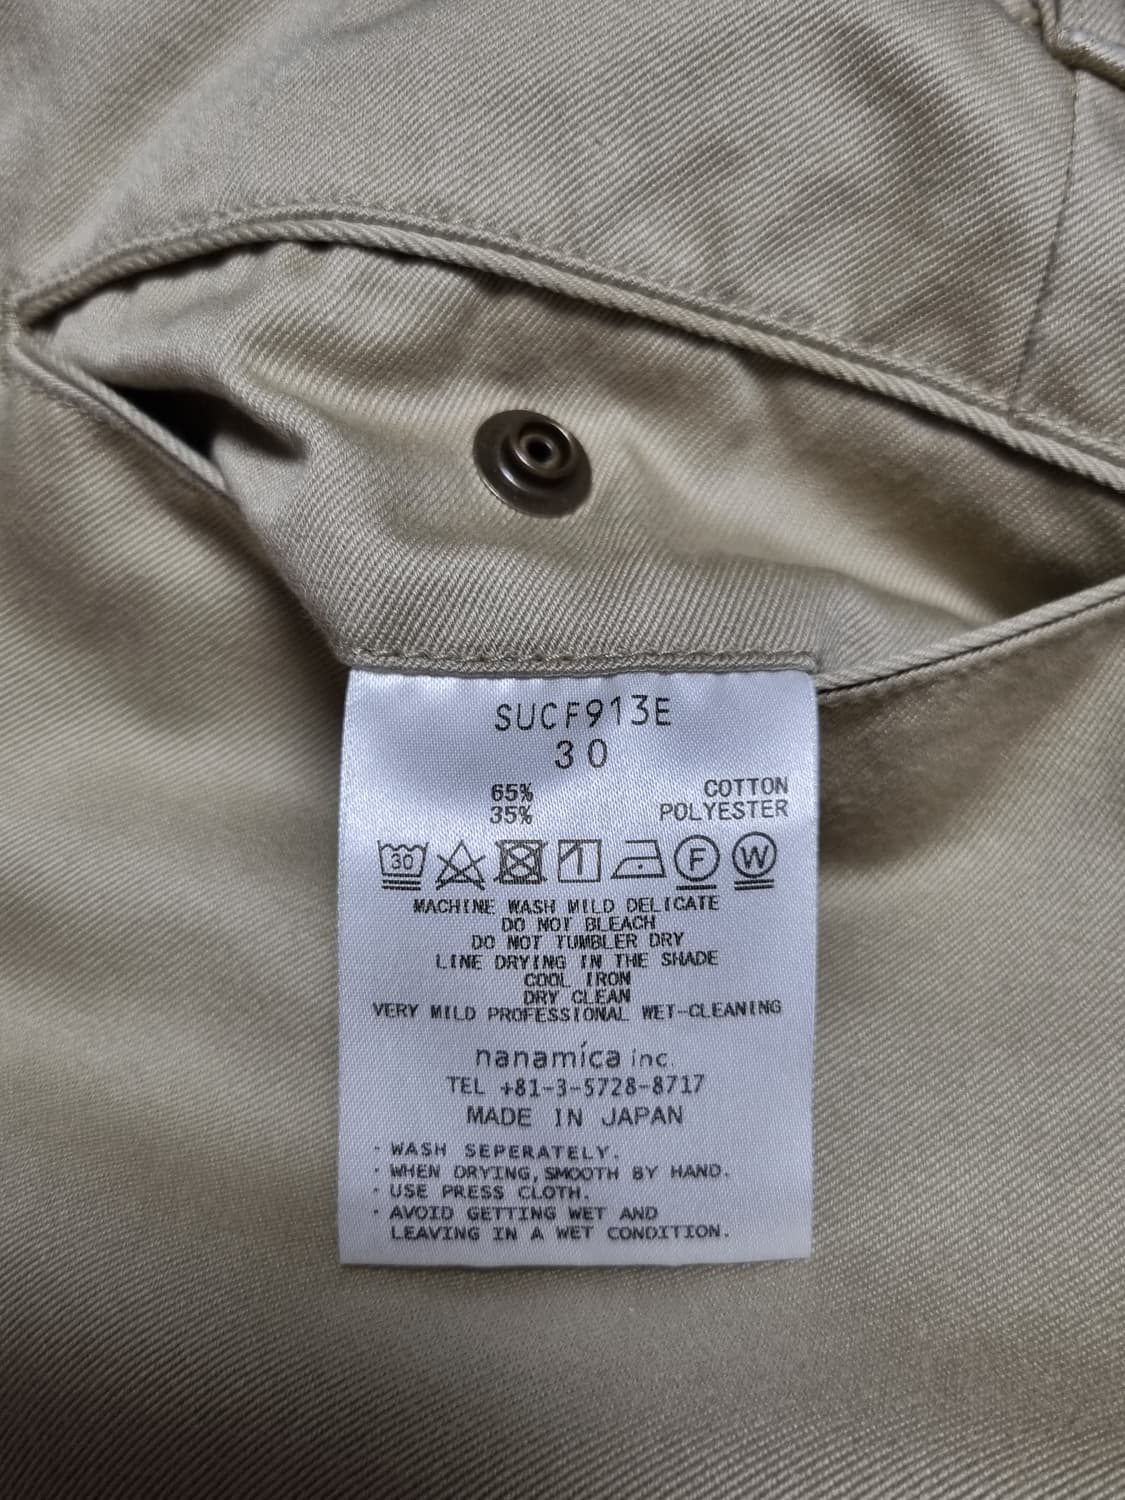 SUCF913E
30
65% COTTON
35% POLYESTER
30 F W
MACHINE WASH MILD DELICATE
DO NOT BLEACH
DO NOT TUMBLER DRY
LINE DRYING IN THE SHADE
COOL IRON
DRY CLEAN
VERY MILD PROFESSIONAL WET-CLEANING
nanamíca inc.
TEL +81-3-5728-8717
MADE IN JAPAN
・WASH SEPERATELY.
・WHEN DRYING, SMOOTH BY HAND.
・USE PRESS CLOTH.
・AVOID GETTING WET AND
LEAVING IN A WET CONDITION.